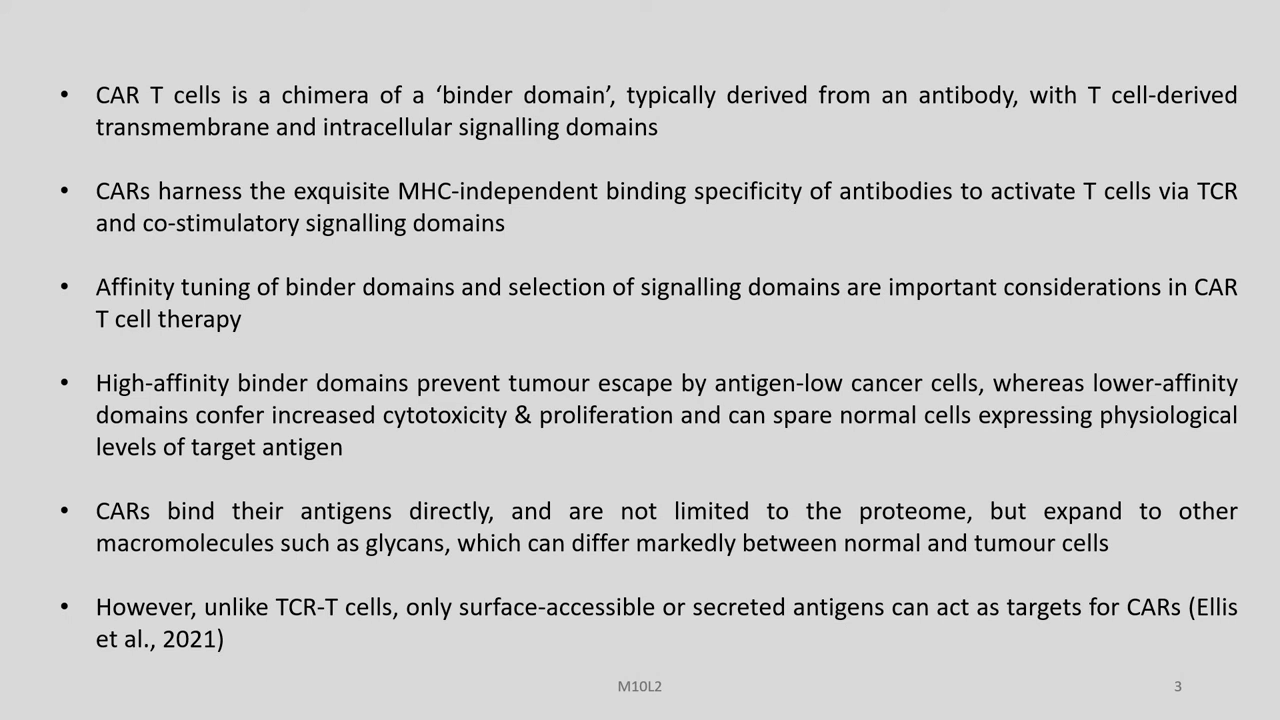 • CAR T cells is a chimera of a ‘binder domain’, typically derived from an antibody, with T cell-derived
transmembrane and intracellular signalling domains
• CARs harness the exquisite MHC-independent binding specificity of antibodies to activate T cells via TCR
and co-stimulatory signalling domains
• Affinity tuning of binder domains and selection of signalling domains are important considerations in CAR
T cell therapy
• High-affinity binder domains prevent tumour escape by antigen-low cancer cells, whereas lower-affinity
domains confer increased cytotoxicity & proliferation and can spare normal cells expressing physiological
levels of target antigen
• CARs bind their antigens directly, and are not limited to the proteome, but expand to other
macromolecules such as glycans, which can differ markedly between normal and tumour cells
• However, unlike TCR-T cells, only surface-accessible or secreted antigens can act as targets for CARs (Ellis
et al., 2021)
M10L2
3